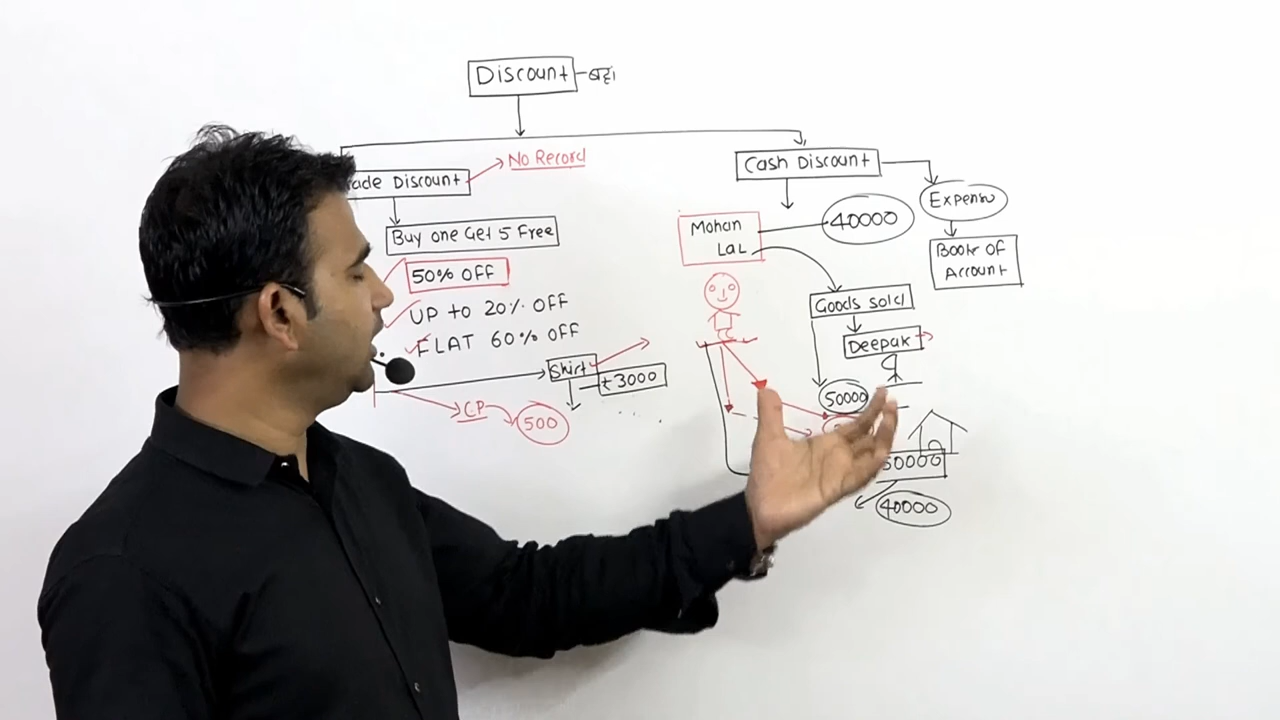 Discount - बट्टा
No Record
ade Discount
Cash Discount
Buy one Get 5 Free
50% OFF
UP to 20% OFF
FLAT 60% OFF
Shirt
₹3000
CP
500
Expense
Book OF
Account
Mohan
Lal
40000
Goods sold
Deepak
50000
50000
40000